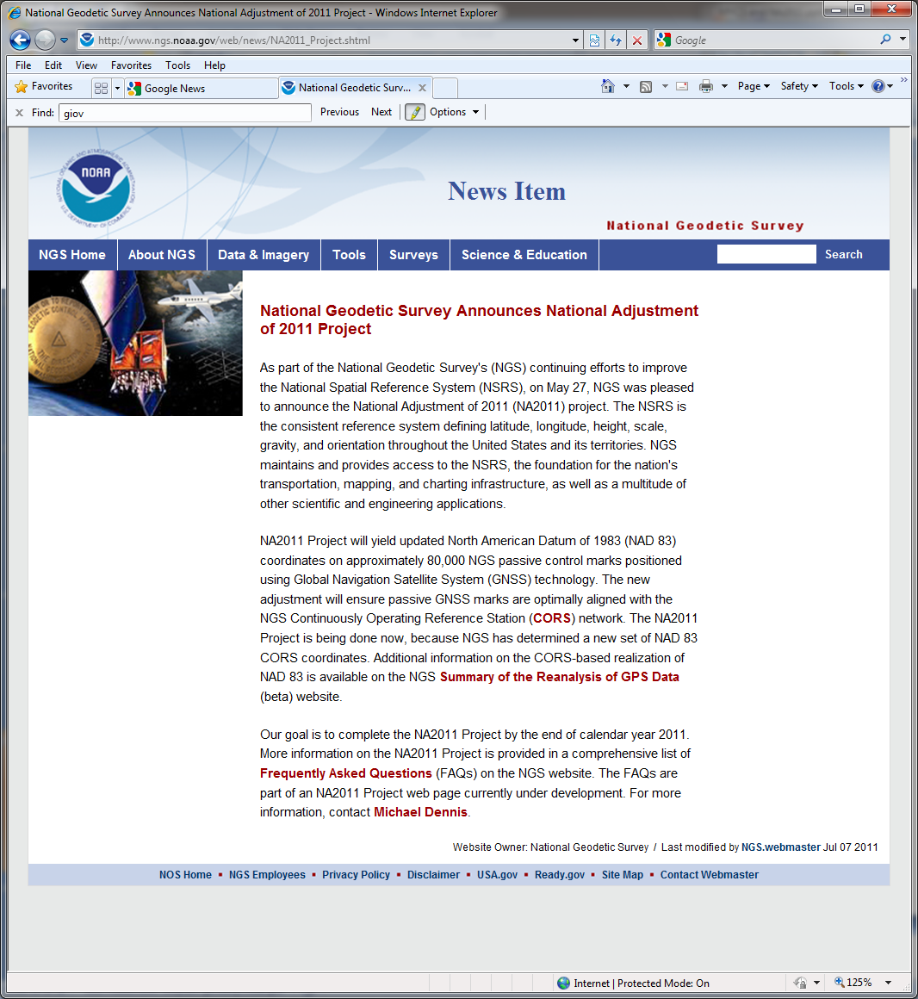 National Geodetic Survey Announces National Adjustment of 2011 Project - Windows Internet Explorer
http://www.ngs.noaa.gov/web/news/NA2011_Project.shtml
Google
File Edit View Favorites Tools Help
Favorites
Google News
National Geodetic Surv...
Page Safety Tools
Find: giov Previous Next Options
NOAA
News Item
National Geodetic Survey
NGS Home About NGS Data & Imagery Tools Surveys Science & Education Search
National Geodetic Survey Announces National Adjustment
of 2011 Project
As part of the National Geodetic Survey's (NGS) continuing efforts to improve
the National Spatial Reference System (NSRS), on May 27, NGS was pleased
to announce the National Adjustment of 2011 (NA2011) project. The NSRS is
the consistent reference system defining latitude, longitude, height, scale,
gravity, and orientation throughout the United States and its territories. NGS
maintains and provides access to the NSRS, the foundation for the nation's
transportation, mapping, and charting infrastructure, as well as a multitude of
other scientific and engineering applications.
NA2011 Project will yield updated North American Datum of 1983 (NAD 83)
coordinates on approximately 80,000 NGS passive control marks positioned
using Global Navigation Satellite System (GNSS) technology. The new
adjustment will ensure passive GNSS marks are optimally aligned with the
NGS Continuously Operating Reference Station (CORS) network. The NA2011
Project is being done now, because NGS has determined a new set of NAD 83
CORS coordinates. Additional information on the CORS-based realization of
NAD 83 is available on the NGS Summary of the Reanalysis of GPS Data
(beta) website.
Our goal is to complete the NA2011 Project by the end of calendar year 2011.
More information on the NA2011 Project is provided in a comprehensive list of
Frequently Asked Questions (FAQs) on the NGS website. The FAQs are
part of an NA2011 Project web page currently under development. For more
information, contact Michael Dennis.
Website Owner: National Geodetic Survey / Last modified by NGS.webmaster Jul 07 2011
NOS Home ▪ NGS Employees ▪ Privacy Policy ▪ Disclaimer ▪ USA.gov ▪ Ready.gov ▪ Site Map ▪ Contact Webmaster
Internet | Protected Mode: On
125%